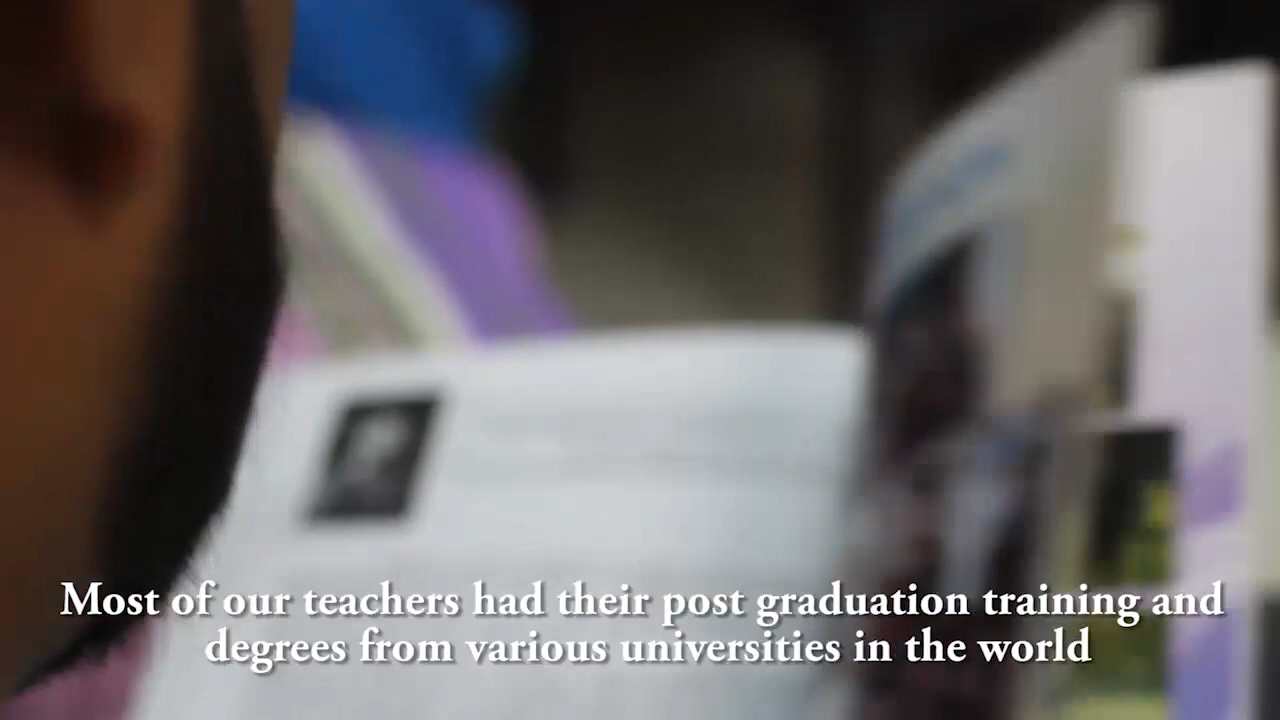 Most of our teachers had their post graduation training and
degrees from various universities in the world